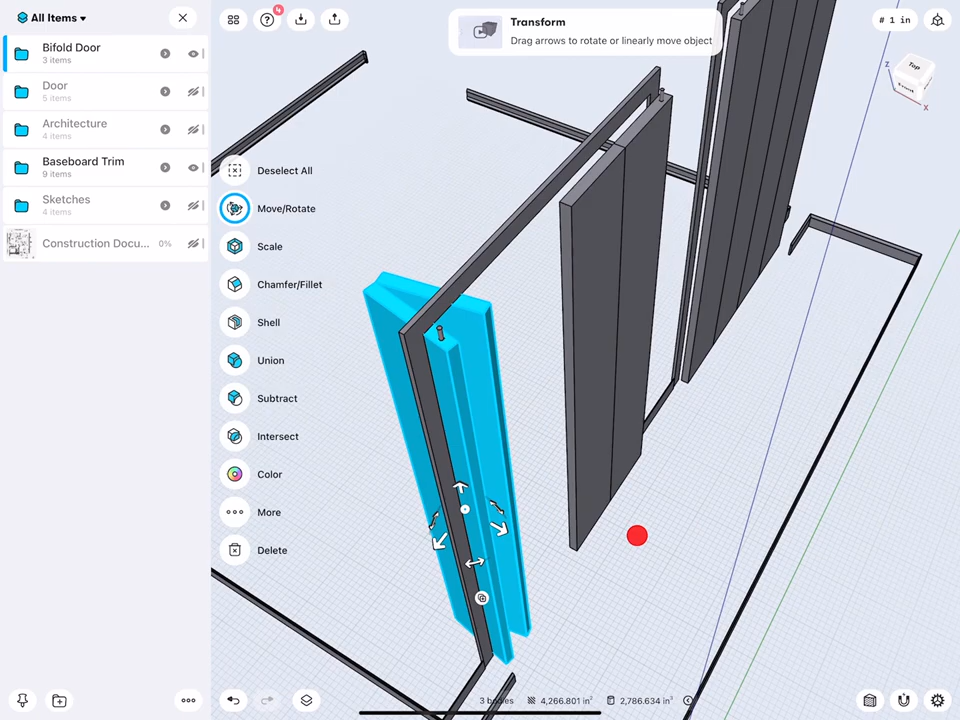 All Items
Bifold Door
3 items
Door
5 items
Architecture
4 items
Baseboard Trim
9 items
Sketches
4 items
Construction Docu...
0%
4
Transform
Drag arrows to rotate or linearly move object
# 1 in
Top
Front
Z
X
Deselect All
Move/Rotate
Scale
Chamfer/Fillet
Shell
Union
Subtract
Intersect
Color
More
Delete
3 bodies
4,266.801 in²
2,786.634 in³